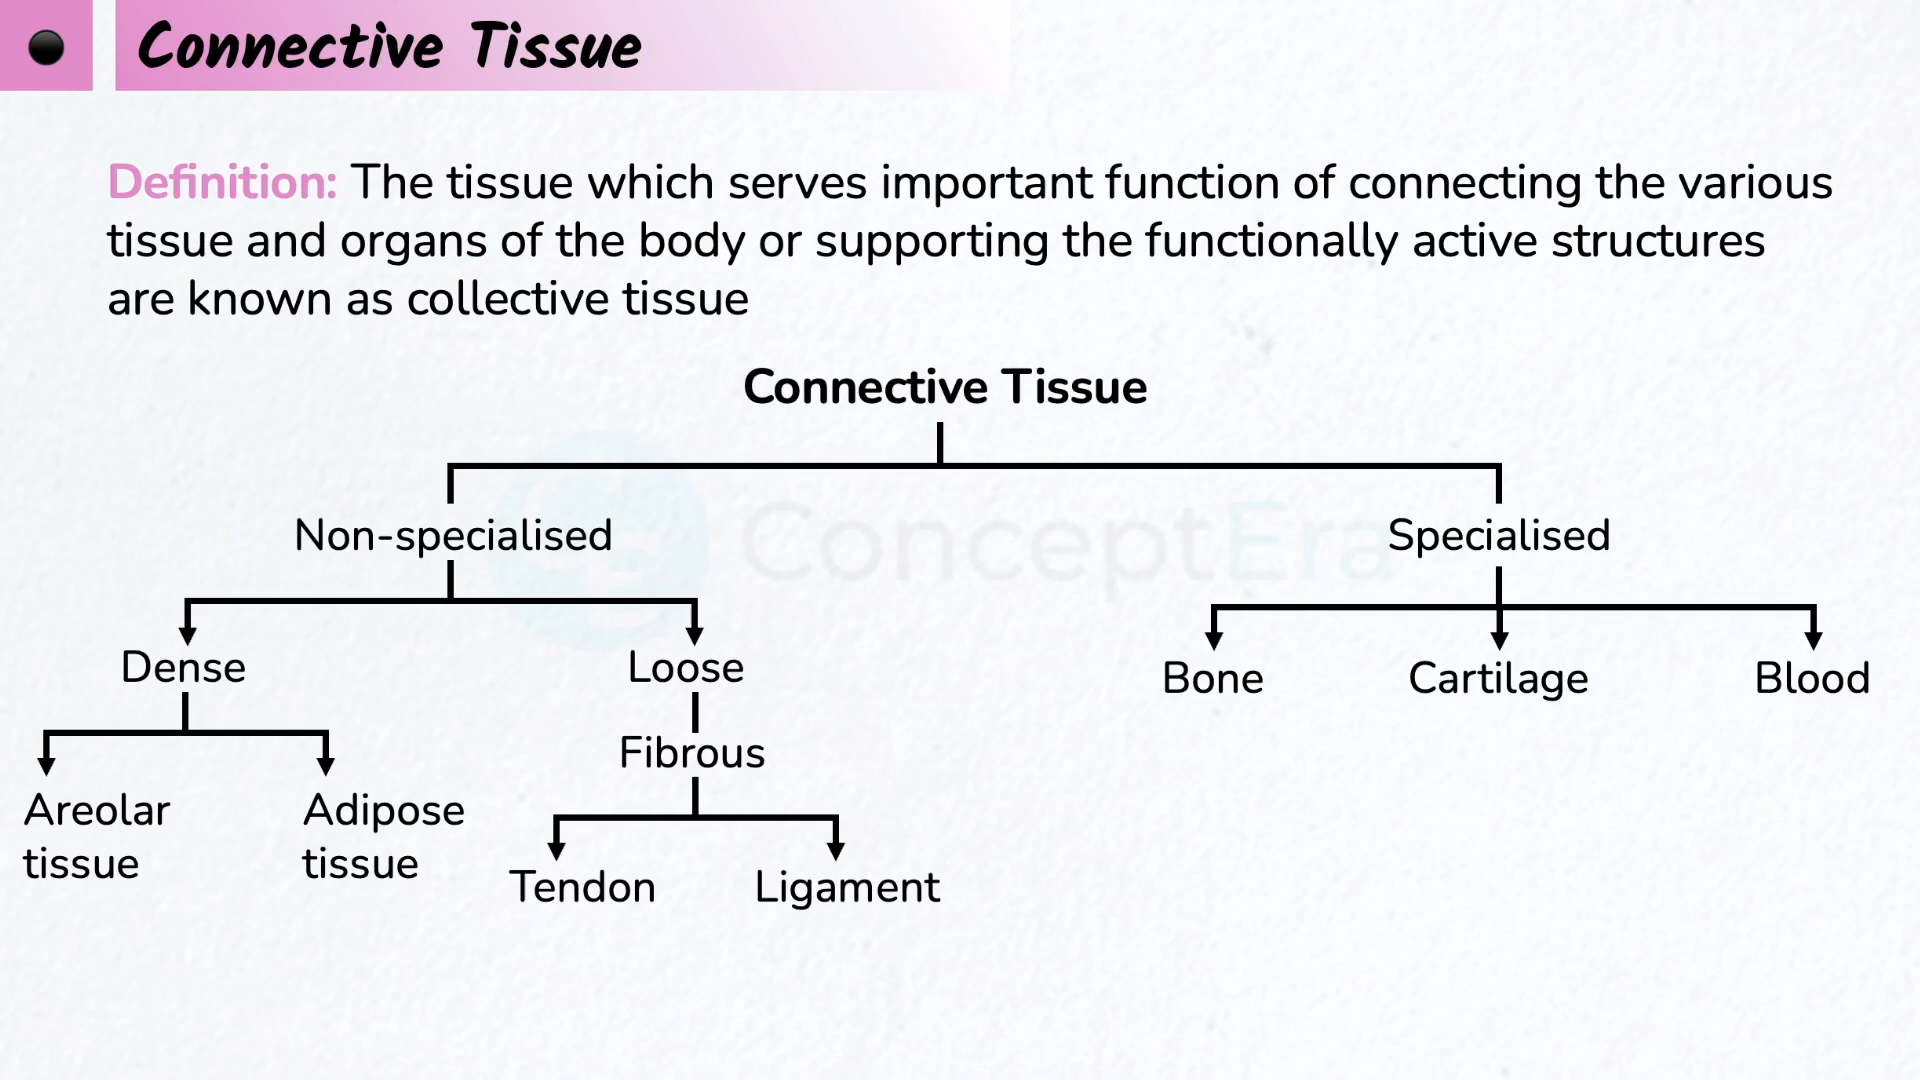 Connective Tissue
Definition: The tissue which serves important function of connecting the various
tissue and organs of the body or supporting the functionally active structures
are known as collective tissue
Connective Tissue
ConceptEra
Non-specialised
Specialised
Dense
Loose
Bone
Cartilage
Blood
Fibrous
Areolar
tissue
Adipose
tissue
Tendon
Ligament